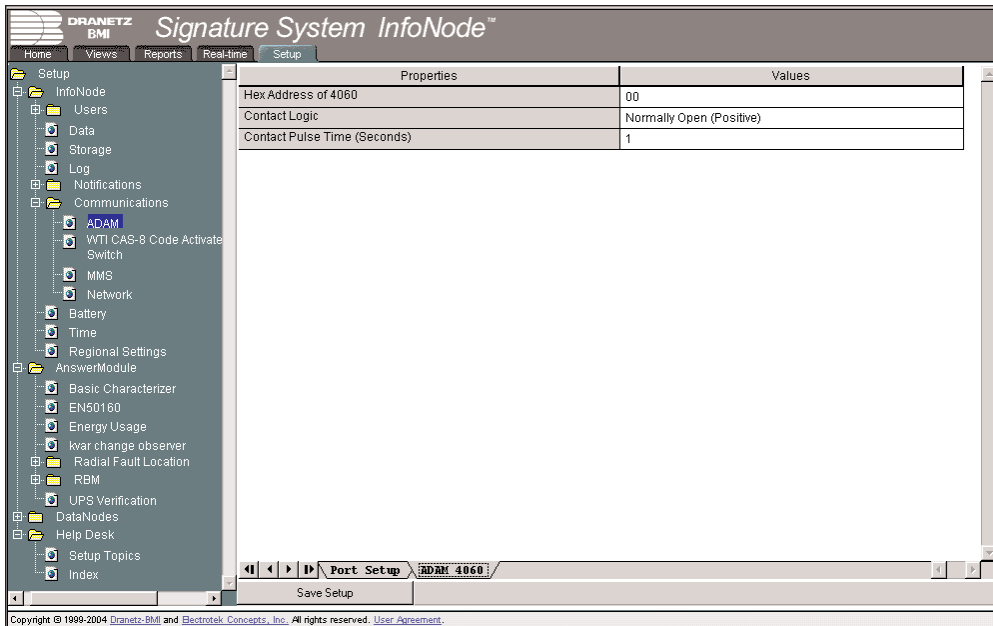 DRANETZ
BMI
Signature System InfoNode™
Home Views Reports Real-time Setup
Setup
InfoNode
Users
Data
Storage
Log
Notifications
Communications
ADAM
WTI CAS-8 Code Activate
Switch
MMS
Network
Battery
Time
Regional Settings
AnswerModule
Basic Characterizer
EN50160
Energy Usage
kvar change observer
Radial Fault Location
RBM
UPS Verification
DataNodes
Help Desk
Setup Topics
Index
Properties Values
Hex Address of 4060 00
Contact Logic Normally Open (Positive)
Contact Pulse Time (Seconds) 1
Port Setup ADAM 4060
Save Setup
Copyright © 1999-2004 Dranetz-BMI and Electrotek Concepts, Inc. All rights reserved. User Agreement.